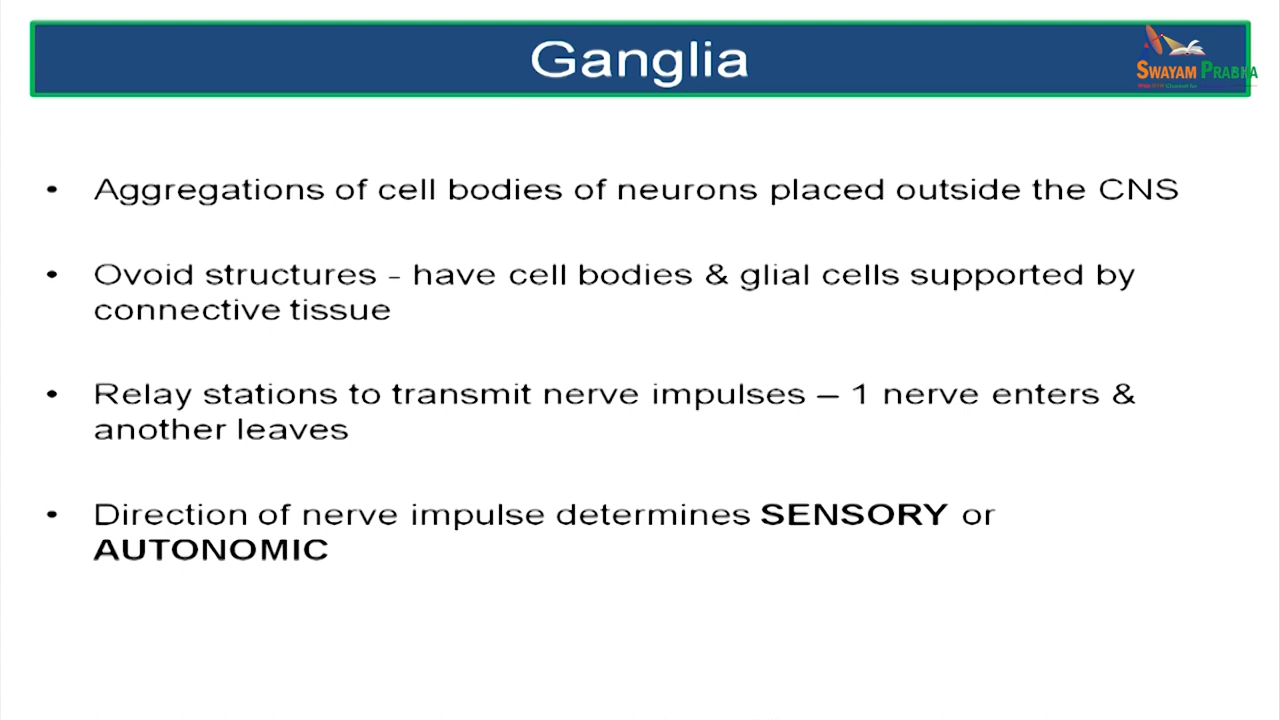 Ganglia
SWAYAM PRABHA
• Aggregations of cell bodies of neurons placed outside the CNS
• Ovoid structures - have cell bodies & glial cells supported by
connective tissue
• Relay stations to transmit nerve impulses – 1 nerve enters &
another leaves
• Direction of nerve impulse determines SENSORY or
AUTONOMIC